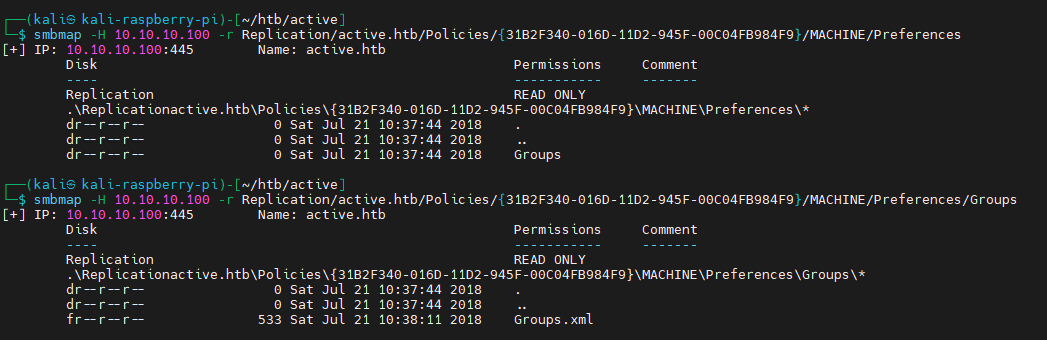 ┌──(kali㉿kali-raspberry-pi)-[~/htb/active]
└─$ smbmap -H 10.10.10.100 -r Replication/active.htb/Policies/{31B2F340-016D-11D2-945F-00C04FB984F9}/MACHINE/Preferences
[+] IP: 10.10.10.100:445 Name: active.htb
Disk Permissions Comment
---- ----------- -------
Replication READ ONLY
.\Replicationactive.htb\Policies\{31B2F340-016D-11D2-945F-00C04FB984F9}\MACHINE\Preferences\*
dr--r--r-- 0 Sat Jul 21 10:37:44 2018 .
dr--r--r-- 0 Sat Jul 21 10:37:44 2018 ..
dr--r--r-- 0 Sat Jul 21 10:37:44 2018 Groups
┌──(kali㉿kali-raspberry-pi)-[~/htb/active]
└─$ smbmap -H 10.10.10.100 -r Replication/active.htb/Policies/{31B2F340-016D-11D2-945F-00C04FB984F9}/MACHINE/Preferences/Groups
[+] IP: 10.10.10.100:445 Name: active.htb
Disk Permissions Comment
---- ----------- -------
Replication READ ONLY
.\Replicationactive.htb\Policies\{31B2F340-016D-11D2-945F-00C04FB984F9}\MACHINE\Preferences\Groups\*
dr--r--r-- 0 Sat Jul 21 10:37:44 2018 .
dr--r--r-- 0 Sat Jul 21 10:37:44 2018 ..
fr--r--r-- 533 Sat Jul 21 10:38:11 2018 Groups.xml